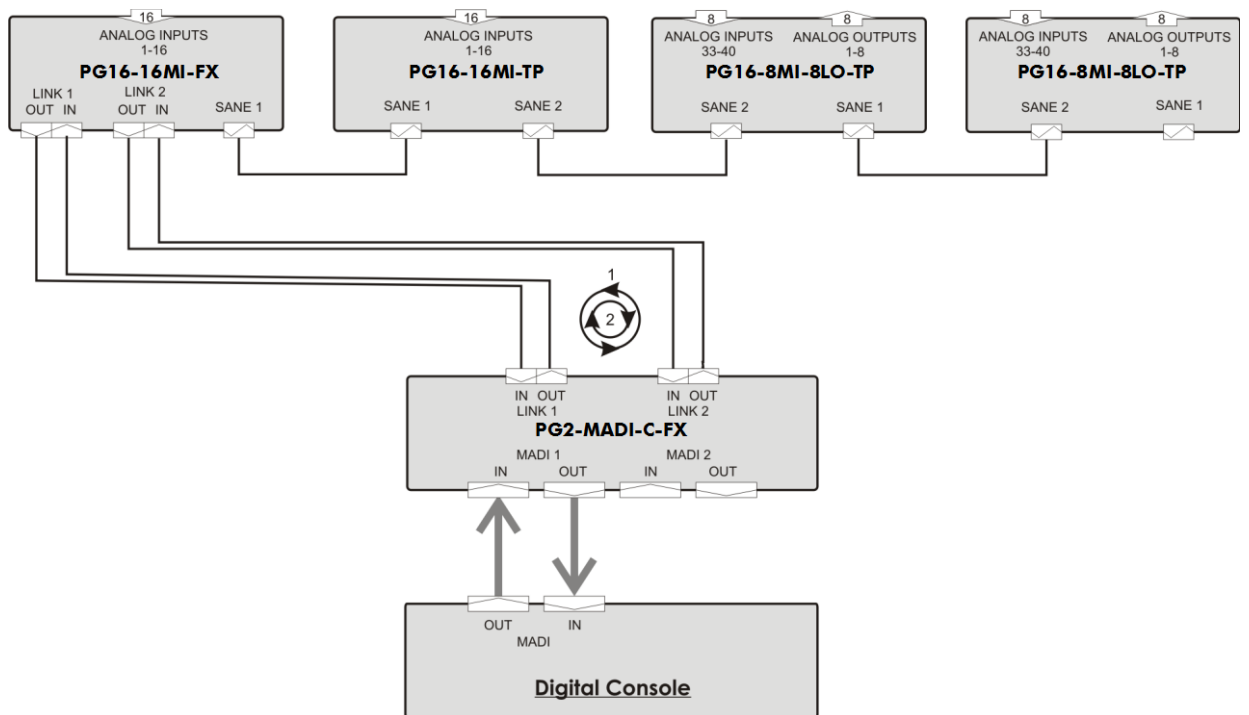 16
ANALOG INPUTS
1-16
PG16-16MI-FX
LINK 1
OUT IN
LINK 2
OUT IN
SANE 1
16
ANALOG INPUTS
1-16
PG16-16MI-TP
SANE 1
SANE 2
8
8
ANALOG INPUTS
33-40
ANALOG OUTPUTS
1-8
PG16-8MI-8LO-TP
SANE 2
SANE 1
8
8
ANALOG INPUTS
33-40
ANALOG OUTPUTS
1-8
PG16-8MI-8LO-TP
SANE 2
SANE 1
1
2
IN OUT
LINK 1
IN OUT
LINK 2
PG2-MADI-C-FX
MADI 1
IN
OUT
MADI 2
IN
OUT
OUT
IN
MADI
Digital Console